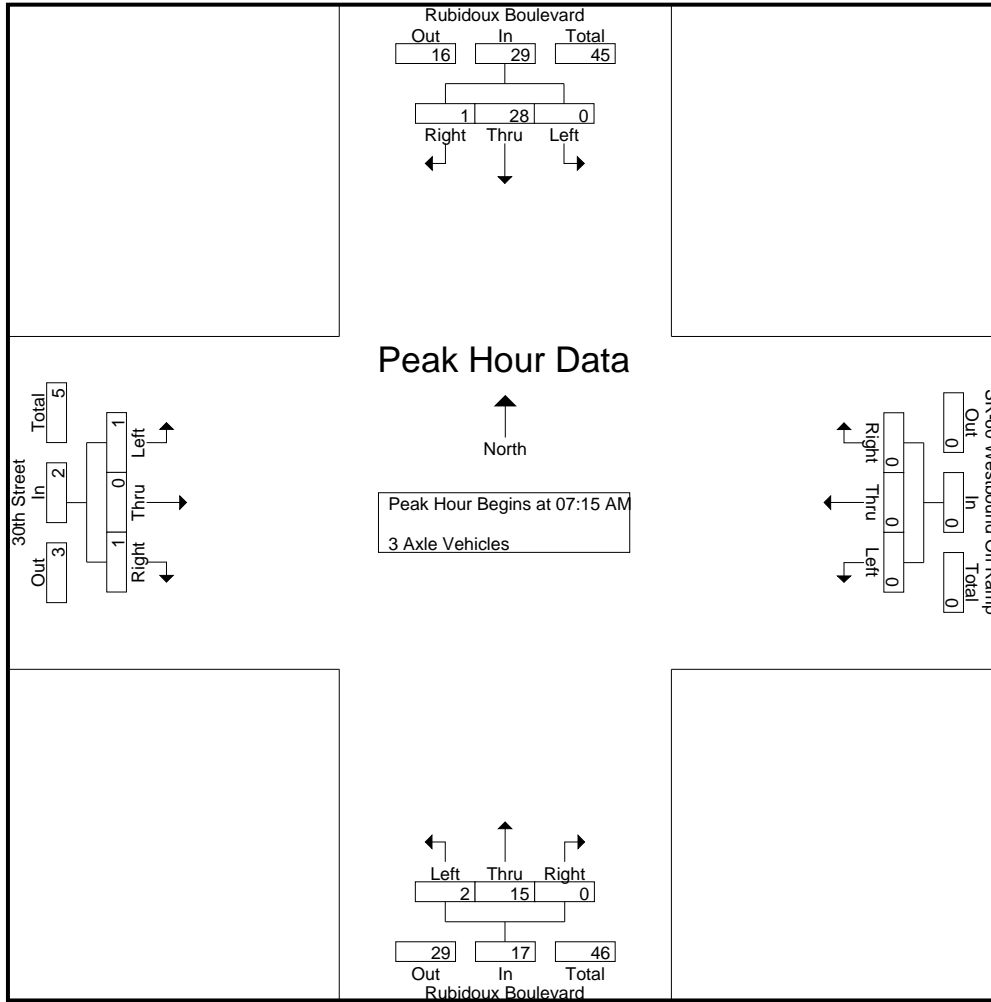 Rubidoux Boulevard
Out In Total
16 29 45
1 28 0
Right Thru Left
Peak Hour Data
North
Peak Hour Begins at 07:15 AM
3 Axle Vehicles
30th Street
Total In Out
5 2 3
1 0 1
Left Thru Right
Westbound
Out In Total
0 0 0
0 0 0
Right Thru Left
Left Thru Right
2 15 0
29 17 46
Out In Total
Rubidoux Boulevard